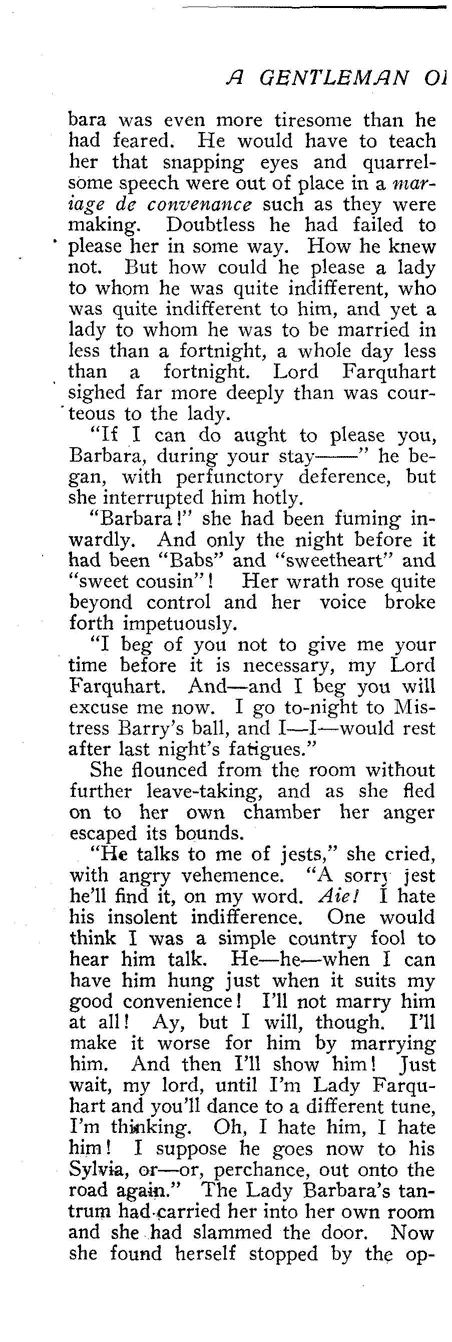 A GENTLEMAN OF
bara was even more tiresome than he
had feared. He would have to teach
her that snapping eyes and quarrel-
some speech were out of place in a mar-
iage de convenance such as they were
making. Doubtless he had failed to
please her in some way. How he knew
not. But how could he please a lady
to whom he was quite indifferent, who
was quite indifferent to him, and yet a
lady to whom he was to be married in
less than a fortnight, a whole day less
than a fortnight. Lord Farquhart
sighed far more deeply than was cour-
teous to the lady.
"If I can do aught to please you,
Barbara, during your stay——" he be-
gan, with perfunctory deference, but
she interrupted him hotly.
"Barbara!" she had been fuming in-
wardly. And only the night before it
had been "Babs" and "sweetheart" and
"sweet cousin"! Her wrath rose quite
beyond control and her voice broke
forth impetuously.
"I beg of you not to give me your
time before it is necessary, my Lord
Farquhart. And—and I beg you will
excuse me now. I go to-night to Mis-
tress Barry's ball, and I—I—would rest
after last night's fatigues."
She flounced from the room without
further leave-taking, and as she fled
on to her own chamber her anger
escaped its bounds.
"He talks to me of jests," she cried,
with angry vehemence. "A sorry jest
he'll find it, on my word. Aie! I hate
his insolent indifference. One would
think I was a simple country fool to
hear him talk. He—he—when I can
have him hung just when it suits my
good convenience! I'll not marry him
at all! Ay, but I will, though. I'll
make it worse for him by marrying
him. And then I'll show him! Just
wait, my lord, until I'm Lady Farqu-
hart and you'll dance to a different tune,
I'm thinking. Oh, I hate him, I hate
him! I suppose he goes now to his
Sylvia, or—or, perchance, out onto the
road again." The Lady Barbara's tan-
trum had carried her into her own room
and she had slammed the door. Now
she found herself stopped by the op-